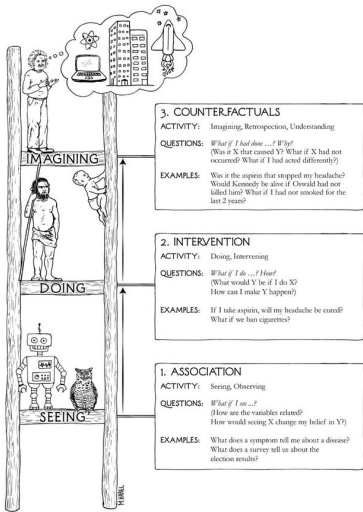 </>
3. COUNTERFACTUALS
ACTIVITY: Imagining, Retrospection, Understanding
QUESTIONS: What if I had done …? Why?
(Was it X that caused Y? What if X had not
occurred? What if I had acted differently?)
EXAMPLES: Was it the aspirin that stopped my headache?
Would Kennedy be alive if Oswald had not
killed him? What if I had not smoked for the
last 2 years?
IMAGINING
2. INTERVENTION
ACTIVITY: Doing, Intervening
QUESTIONS: What if I do …? How?
(What would Y be if I do X?
How can I make Y happen?)
EXAMPLES: If I take aspirin, will my headache be cured?
What if we ban cigarettes?
DOING
1. ASSOCIATION
ACTIVITY: Seeing, Observing
QUESTIONS: What if I see ...?
(How are the variables related?
How would seeing X change my belief in Y?)
EXAMPLES: What does a symptom tell me about a disease?
What does a survey tell us about the
election results?
SEEING
M.HAREL